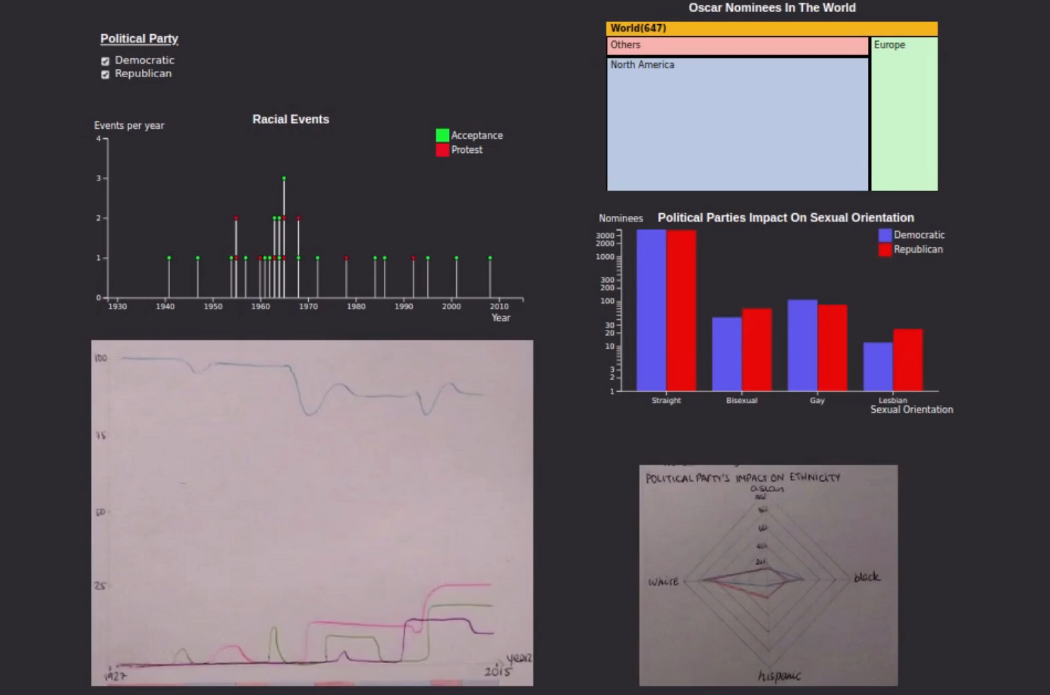 Political Party
Democratic
Republican
Racial Events
Events per year
Acceptance
Protest
4
3
2
1
0
1930 1940 1950 1960 1970 1980 1990 2000 2010
Year
100
75
50
25
1927
2015
year
Oscar Nominees In The World
World(647)
Others
Europe
North America
Nominees
Political Parties Impact On Sexual Orientation
Democratic
Republican
3000
2000
1000
300
200
100
30
20
10
3
2
1
Straight Bisexual Gay Lesbian
Sexual Orientation
POLITICAL PARTY'S IMPACT ON ETHNICITY
asian
white
black
hispanic